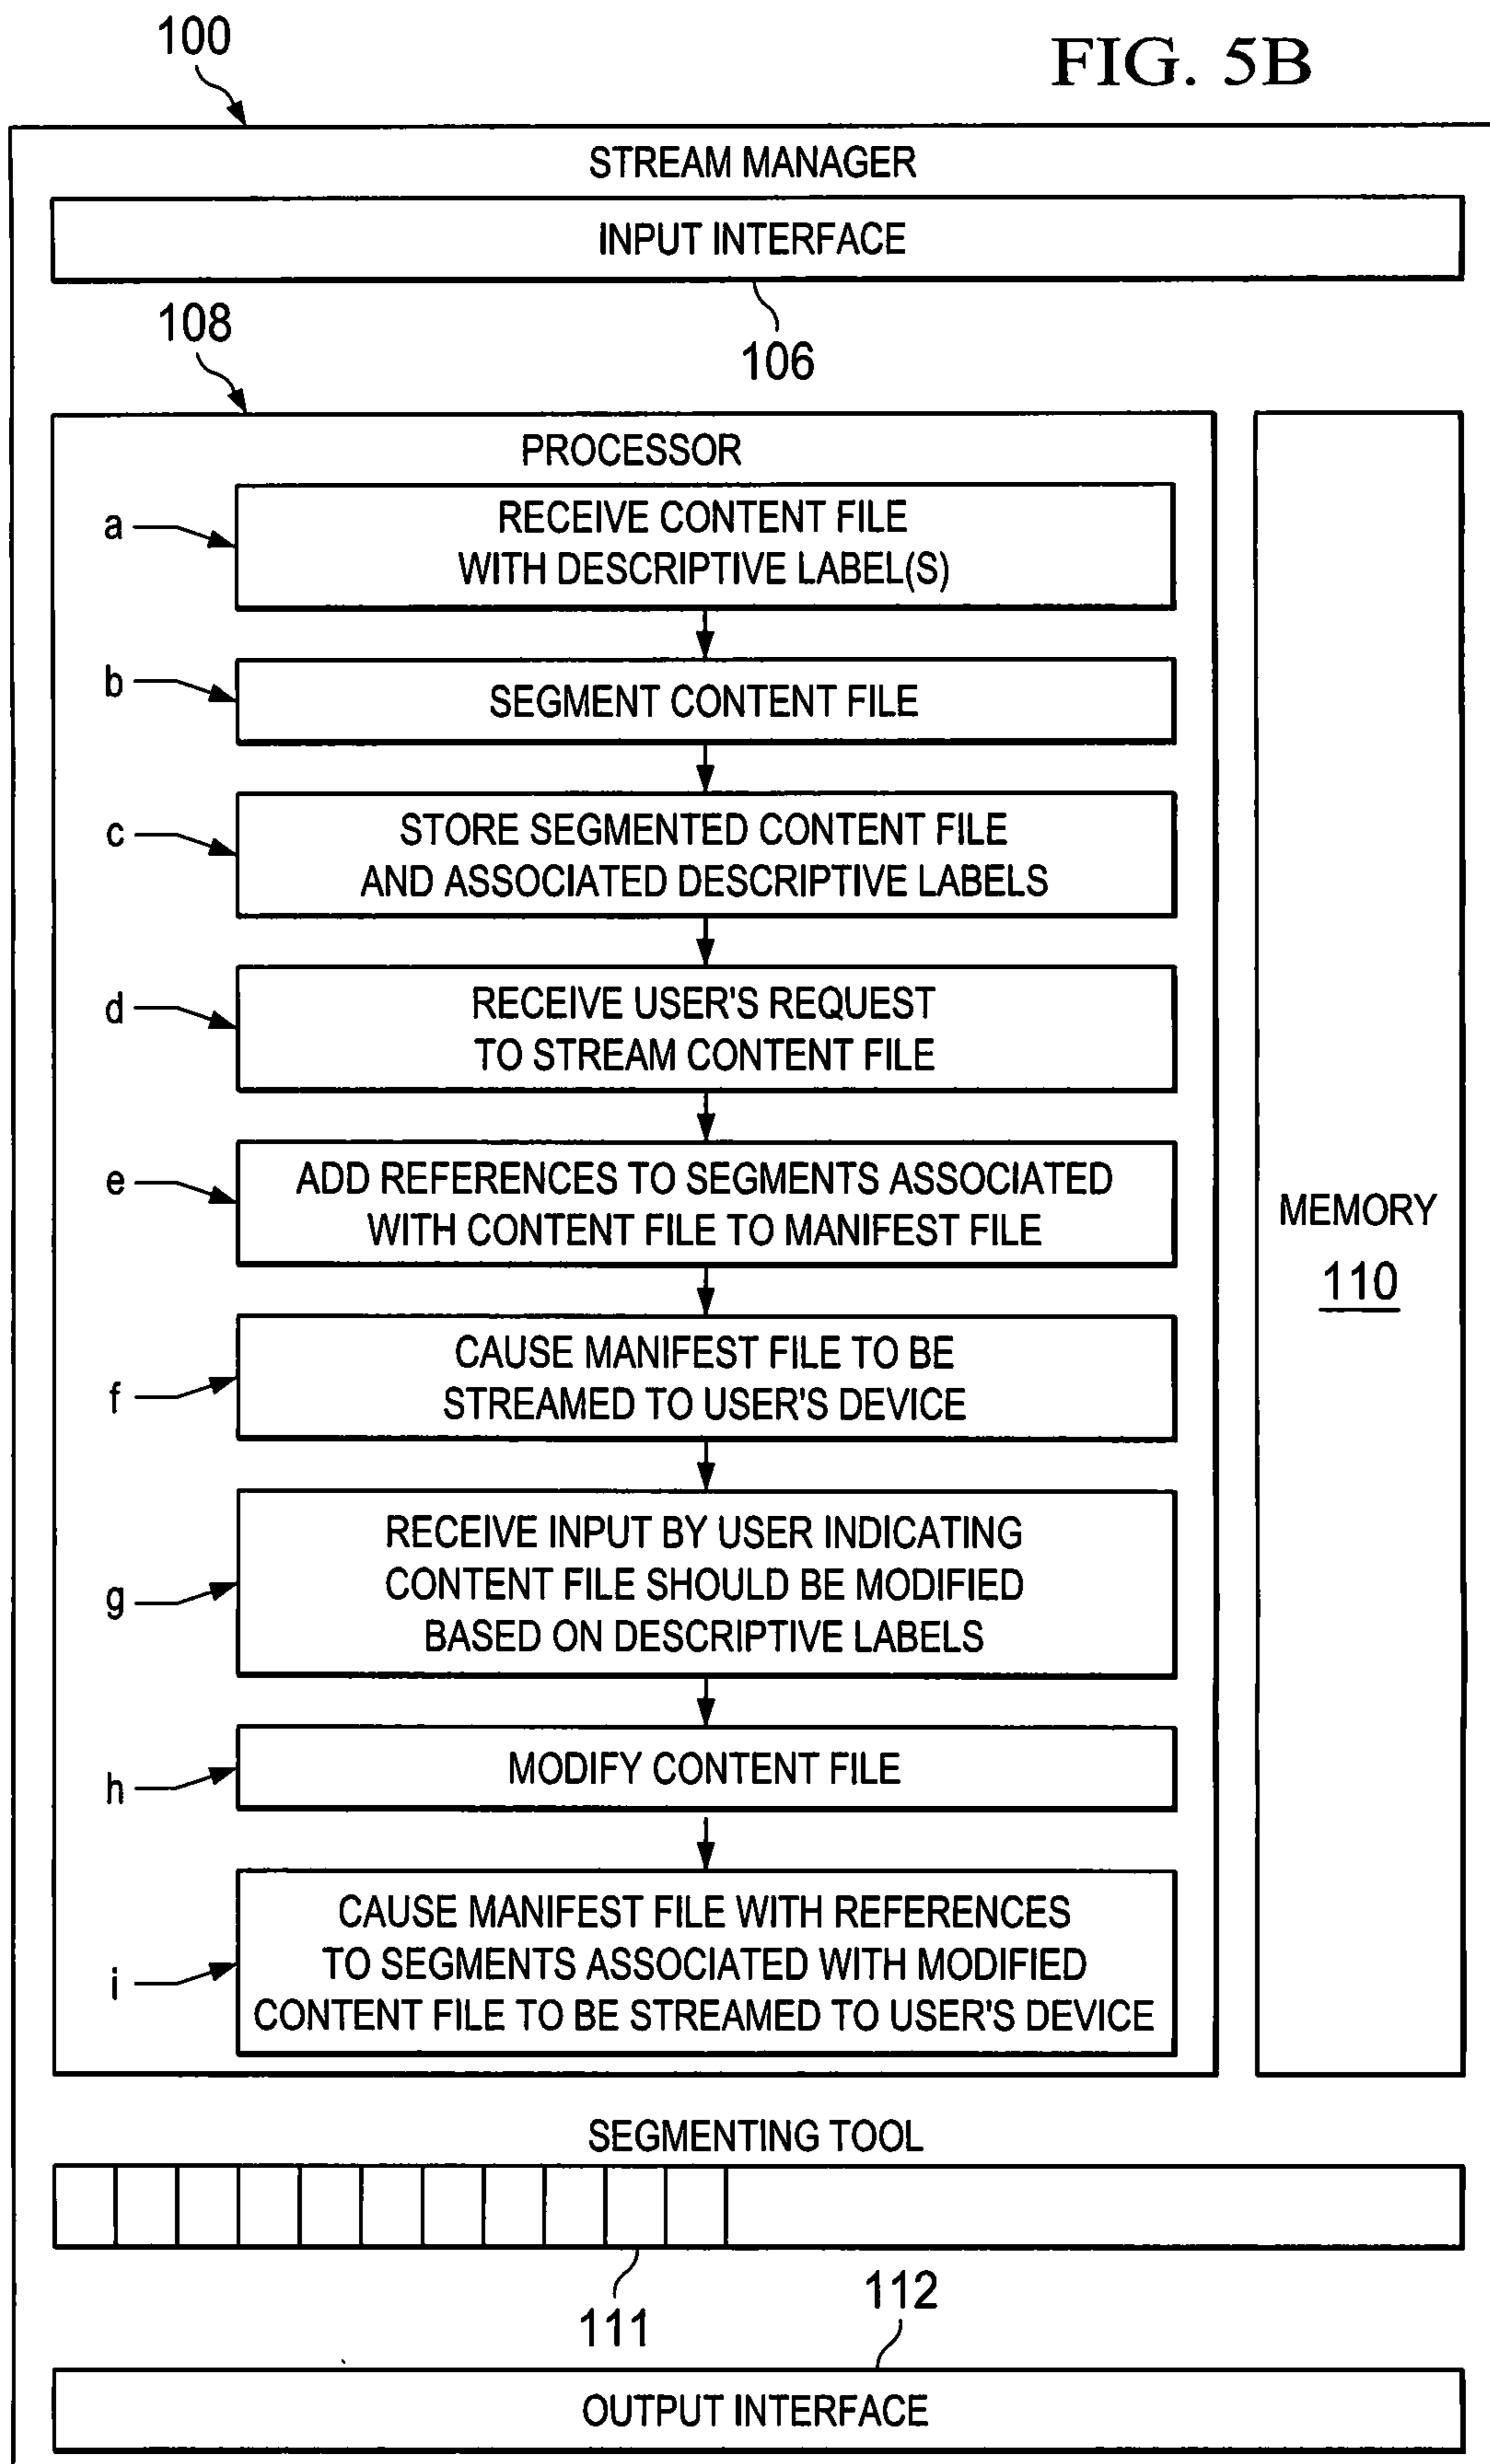 100
FIG. 5B
STREAM MANAGER
INPUT INTERFACE
106
108
PROCESSOR
a
RECEIVE CONTENT FILE
WITH DESCRIPTIVE LABEL(S)
b
SEGMENT CONTENT FILE
c
STORE SEGMENTED CONTENT FILE
AND ASSOCIATED DESCRIPTIVE LABELS
d
RECEIVE USER'S REQUEST
TO STREAM CONTENT FILE
e
ADD REFERENCES TO SEGMENTS ASSOCIATED
WITH CONTENT FILE TO MANIFEST FILE
f
CAUSE MANIFEST FILE TO BE
STREAMED TO USER'S DEVICE
g
RECEIVE INPUT BY USER INDICATING
CONTENT FILE SHOULD BE MODIFIED
BASED ON DESCRIPTIVE LABELS
h
MODIFY CONTENT FILE
i
CAUSE MANIFEST FILE WITH REFERENCES
TO SEGMENTS ASSOCIATED WITH MODIFIED
CONTENT FILE TO BE STREAMED TO USER'S DEVICE
MEMORY
110
SEGMENTING TOOL
111
112
OUTPUT INTERFACE